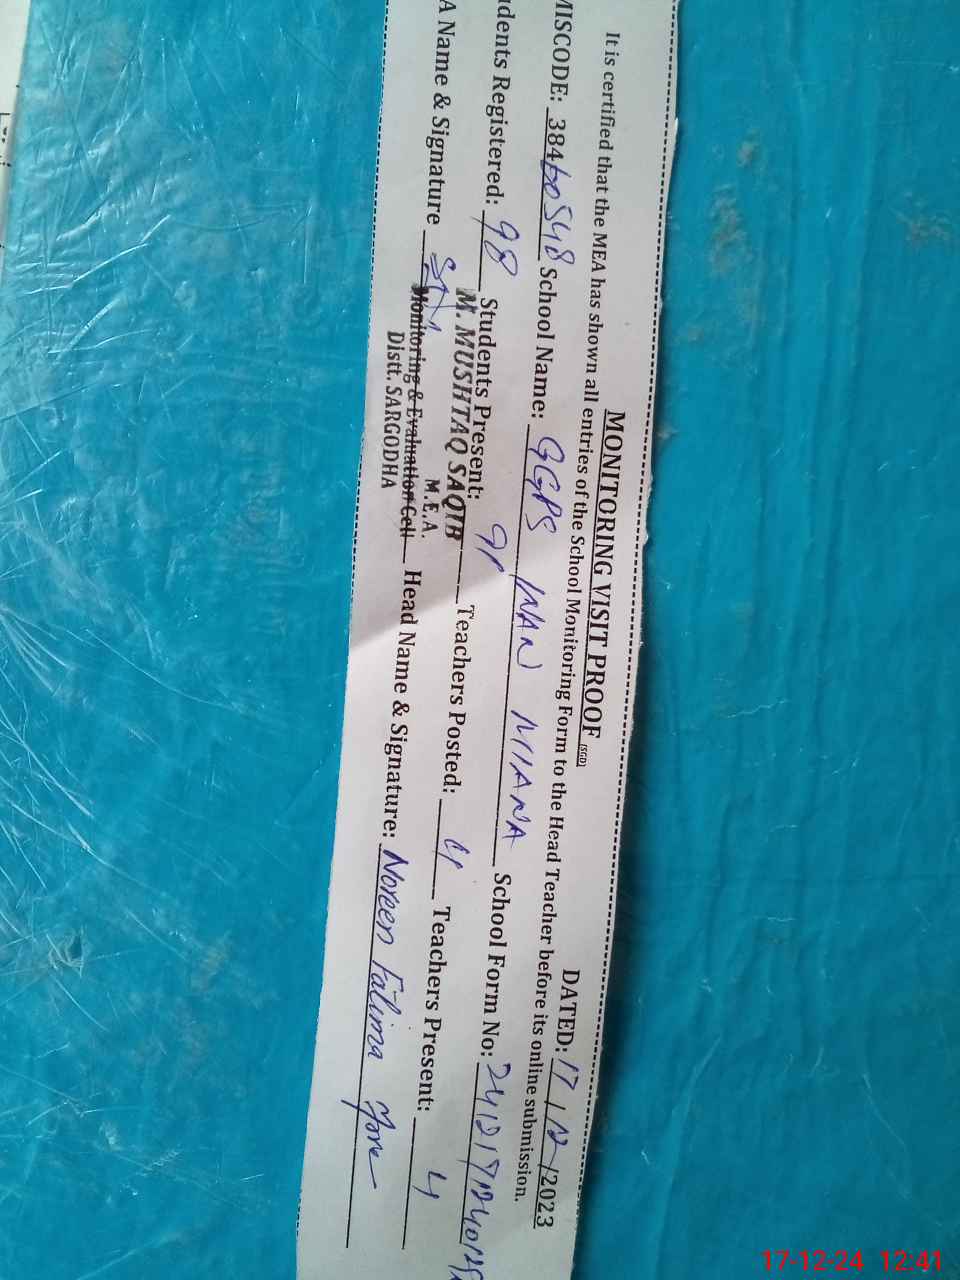 MONITORING VISIT PROOF (SGD) DATED: 17/12/2023
It is certified that the MEA has shown all entries of the School Monitoring Form to the Head Teacher before its online submission.
MISCODE: 38460548 School Name: GGPS WAN MIANA School Form No:
dents Registered: 98 Students Present: Teachers Posted: 4 Teachers Present: 4
M. MUSHTAQ SAQIB
M.E.A.
A Name & Signature Monitoring & Evaluation Cell Head Name & Signature: Noreen Fatima
Distt. SARGODHA
17-12-24 12:41